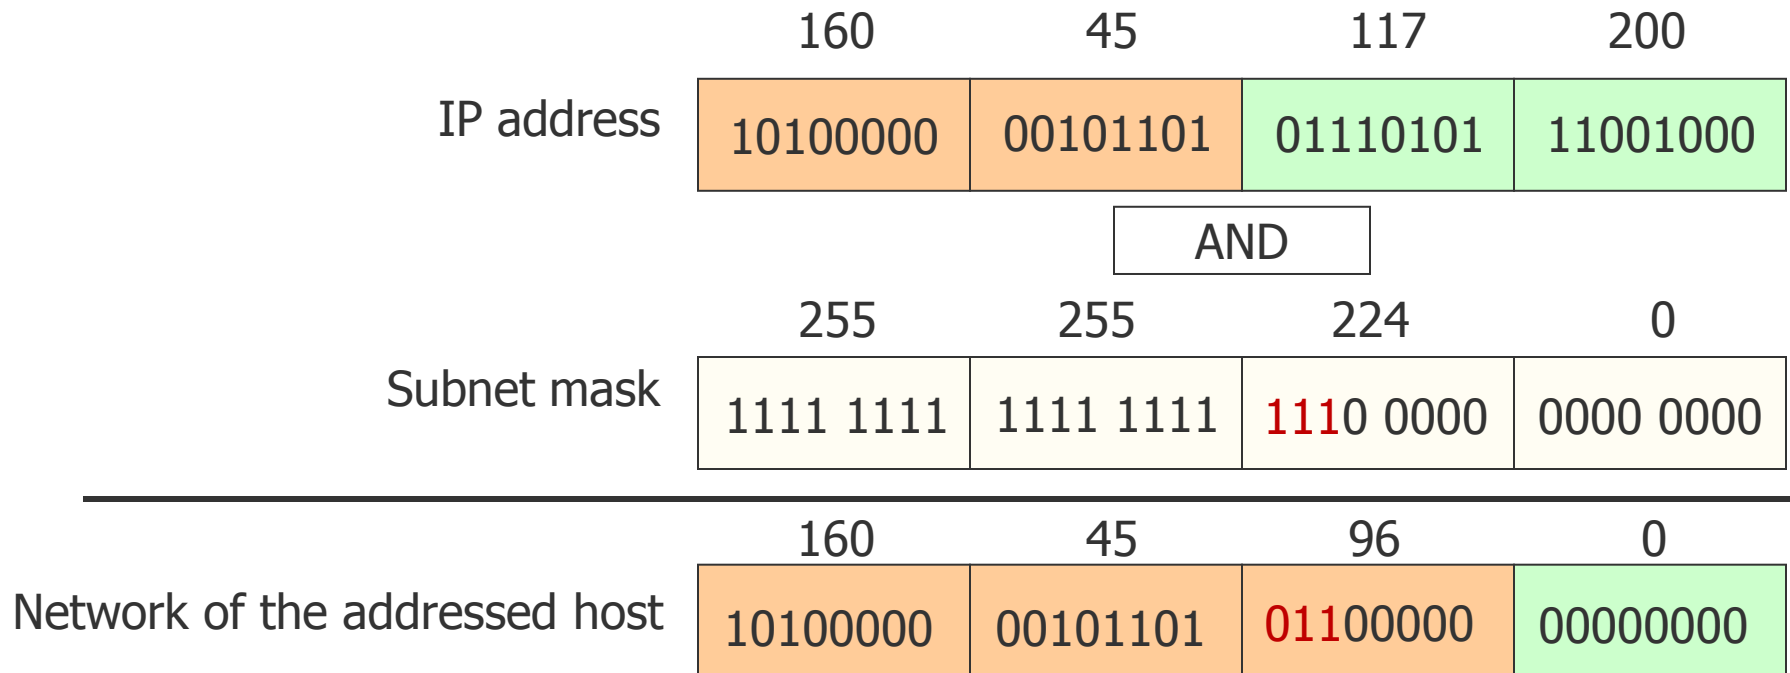 160 45 117 200
IP address 10100000 00101101 01110101 11001000
AND
255 255 224 0
Subnet mask 1111 1111 1111 1111 1110 0000 0000 0000
160 45 96 0
Network of the addressed host 10100000 00101101 01100000 00000000